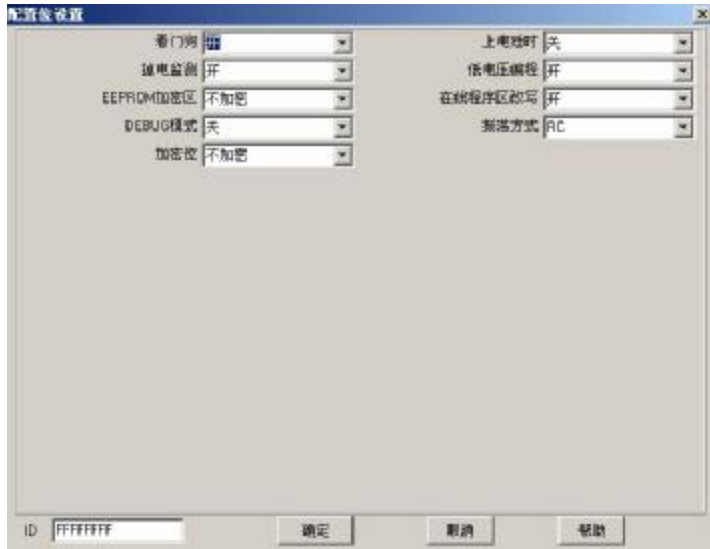 配置位设置
看门狗 开 上电延时 关
掉电监测 开 低电压编程 开
EEPROM加密区 不加密 在线程序区改写 开
DEBUG模式 关 振荡方式 RC
加密位 不加密
ID FFFFFFFF 确定 取消 帮助